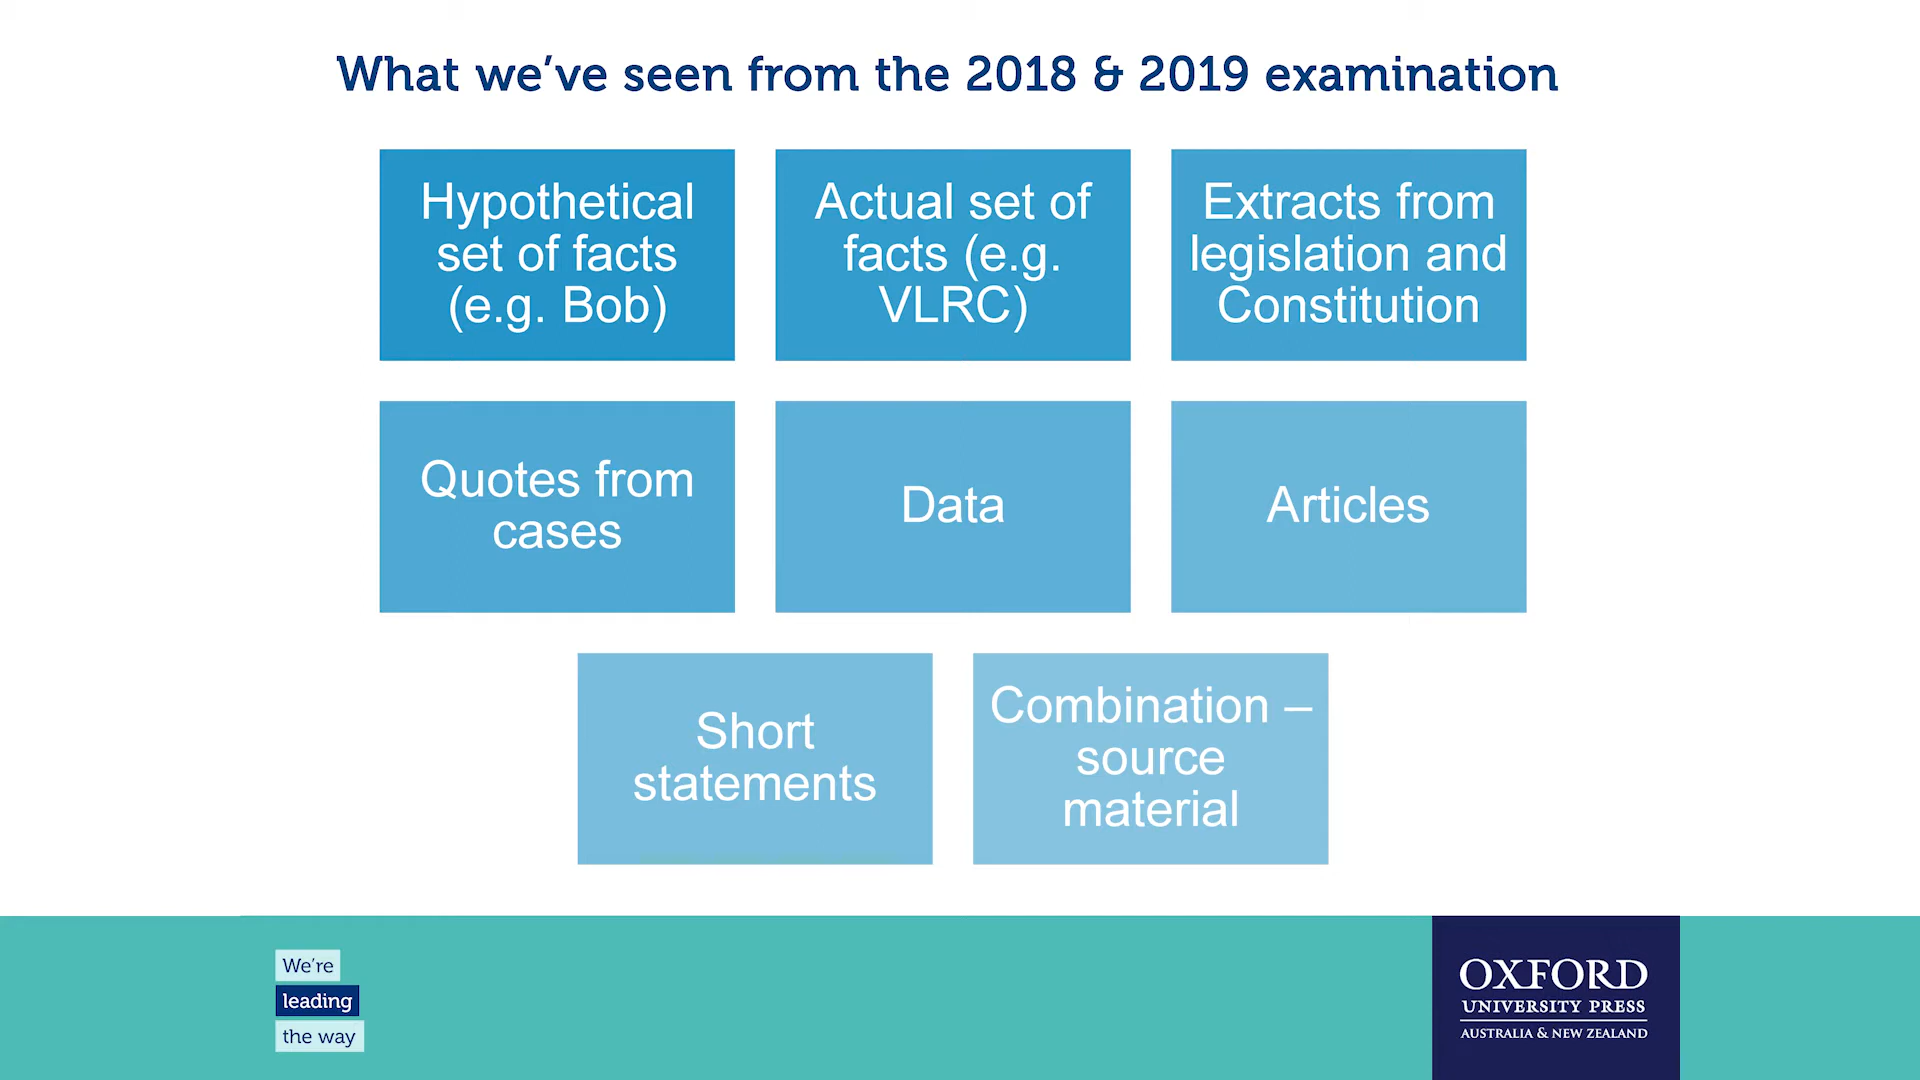 What we've seen from the 2018 & 2019 examination
Hypothetical
set of facts
(e.g. Bob)
Actual set of
facts (e.g.
VLRC)
Extracts from
legislation and
Constitution
Quotes from
cases
Data
Articles
Short
statements
Combination –
source
material
We're
leading
the way
OXFORD
UNIVERSITY PRESS
AUSTRALIA & NEW ZEALAND